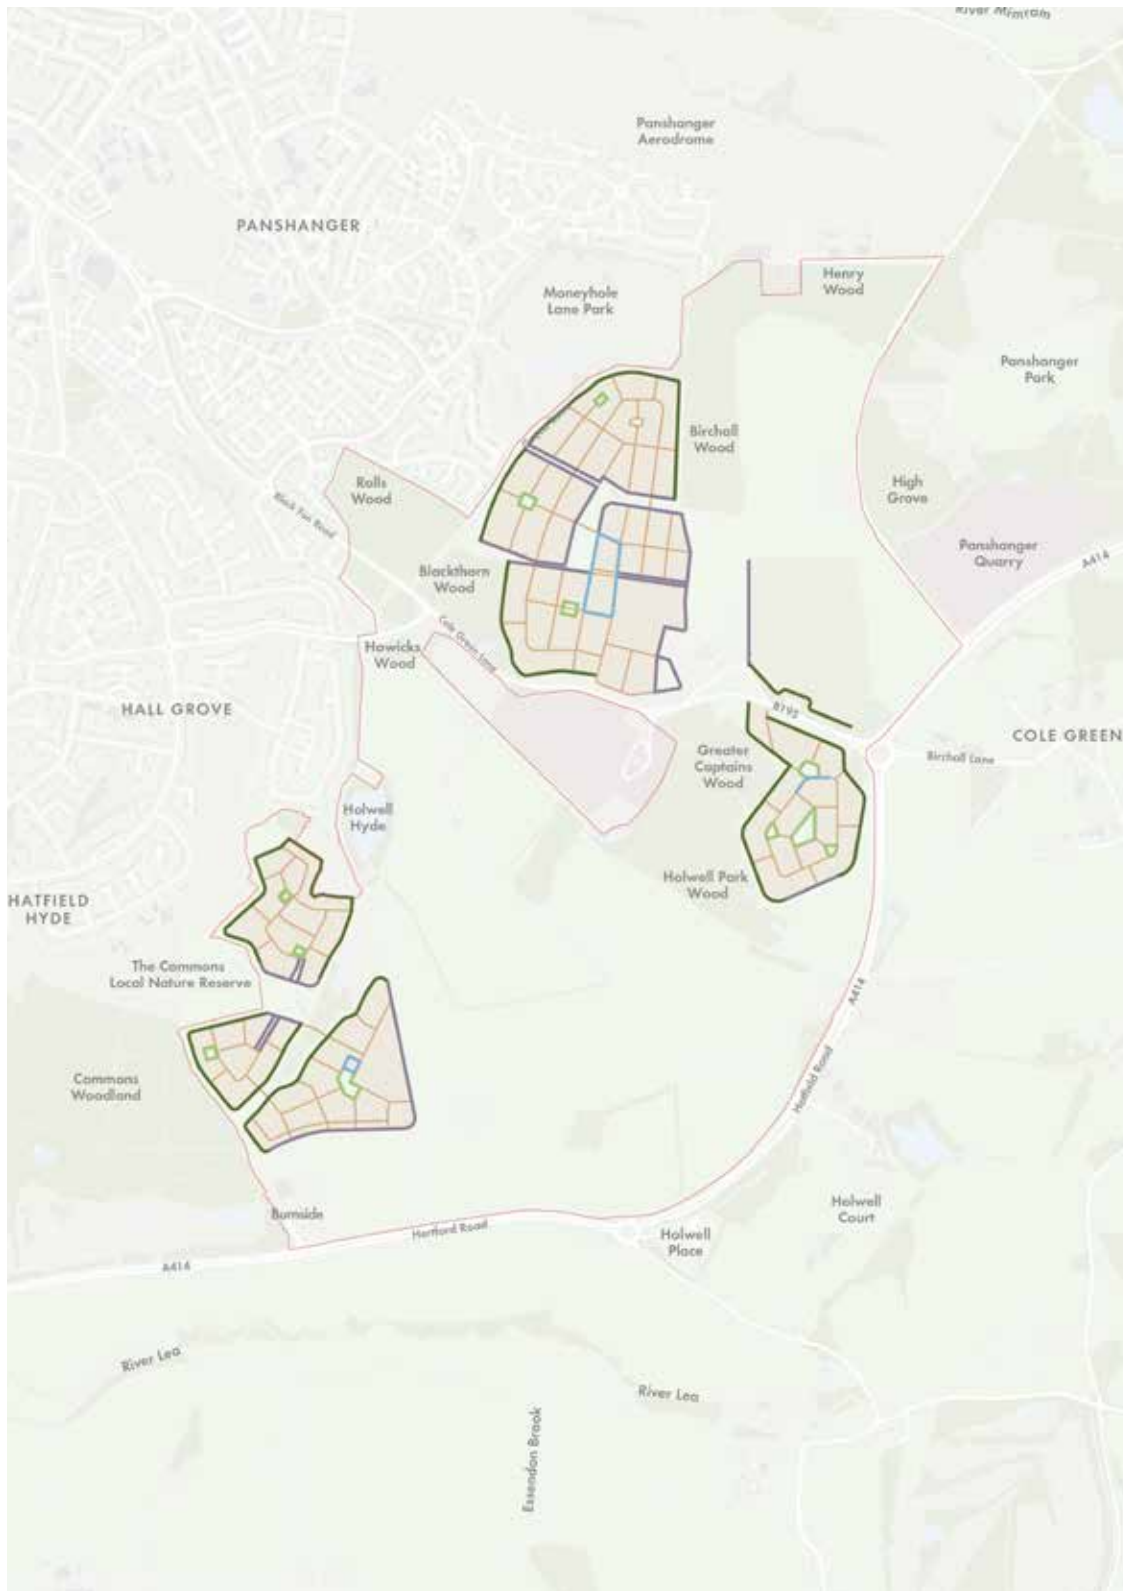 River Mimram
Panshanger
Aerodrome
PANSHANGER
Henry
Wood
Moneyhole
Lane Park
Panshanger
Park
Birchall
Wood
Rolls
Wood
High
Grove
Black Fan Road
Panshanger
Quarry
A414
Blackthorn
Wood
Cole Green Lane
Howicks
Wood
HALL GROVE
B195
COLE GREEN
Greater
Captains
Wood
Birchall Lane
Holwell
Hyde
Holwell Park
Wood
HATFIELD
HYDE
The Commons
Local Nature Reserve
A414
Commons
Woodland
Hatfield Road
Burnside
Holwell
Court
Hertford Road
Holwell
Place
A414
River Lea
River Lea
Essendon Brook